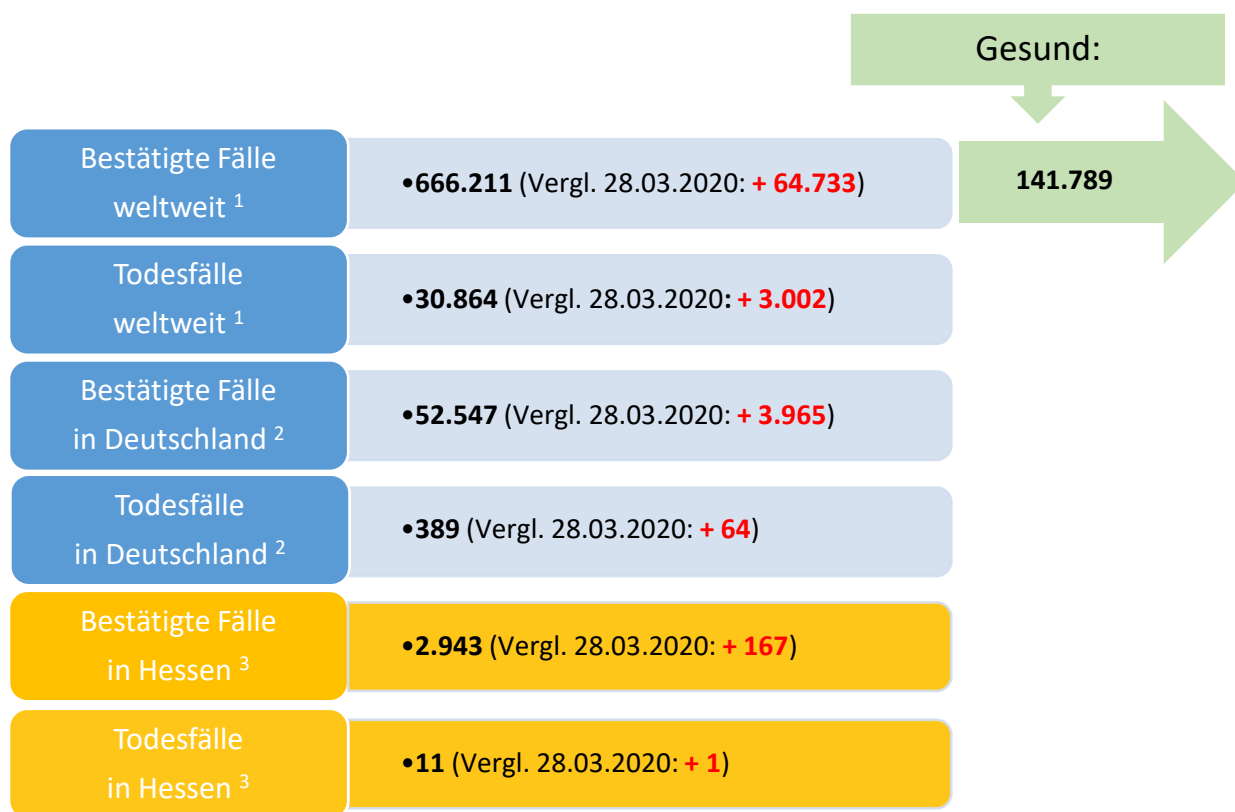 Gesund:
Bestätigte Fälle
weltweit ¹
•666.211 (Vergl. 28.03.2020: + 64.733)
141.789
Todesfälle
weltweit ¹
•30.864 (Vergl. 28.03.2020: + 3.002)
Bestätigte Fälle
in Deutschland ²
•52.547 (Vergl. 28.03.2020: + 3.965)
Todesfälle
in Deutschland ²
•389 (Vergl. 28.03.2020: + 64)
Bestätigte Fälle
in Hessen ³
•2.943 (Vergl. 28.03.2020: + 167)
Todesfälle
in Hessen ³
•11 (Vergl. 28.03.2020: + 1)